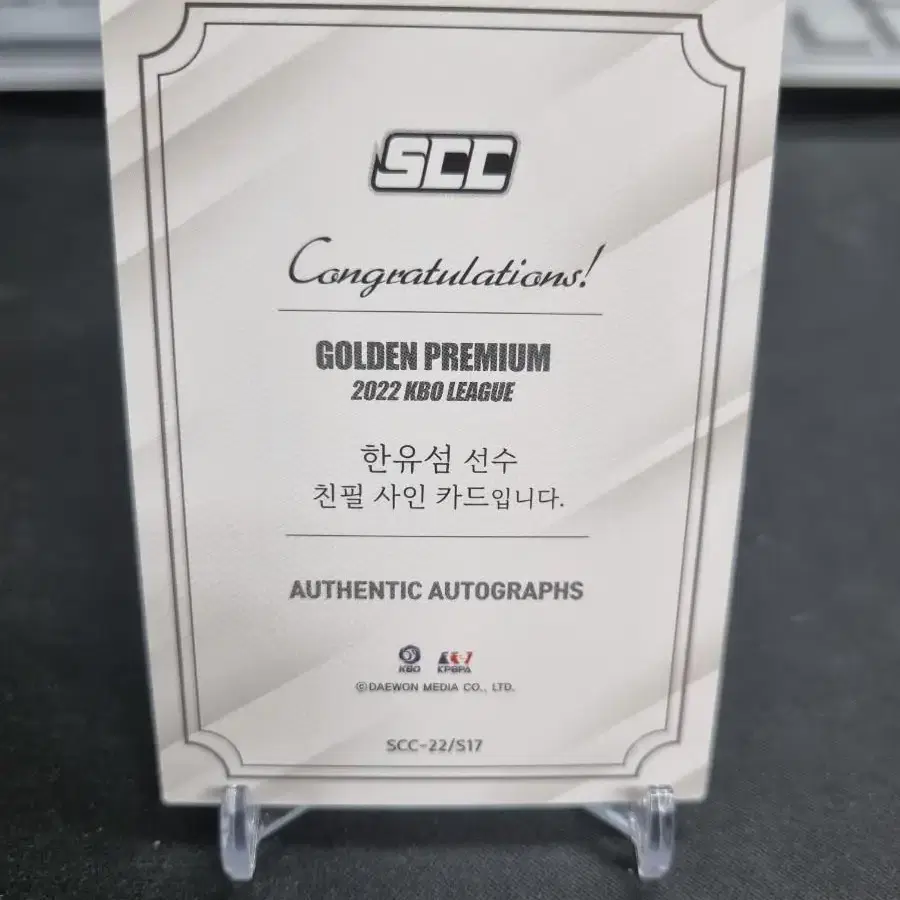 SCC
Congratulations!
GOLDEN PREMIUM
2022 KBO LEAGUE
한유섬 선수
친필 사인 카드입니다.
AUTHENTIC AUTOGRAPHS
KBO KPBPA
©DAEWON MEDIA CO., LTD.
SCC-22/S17